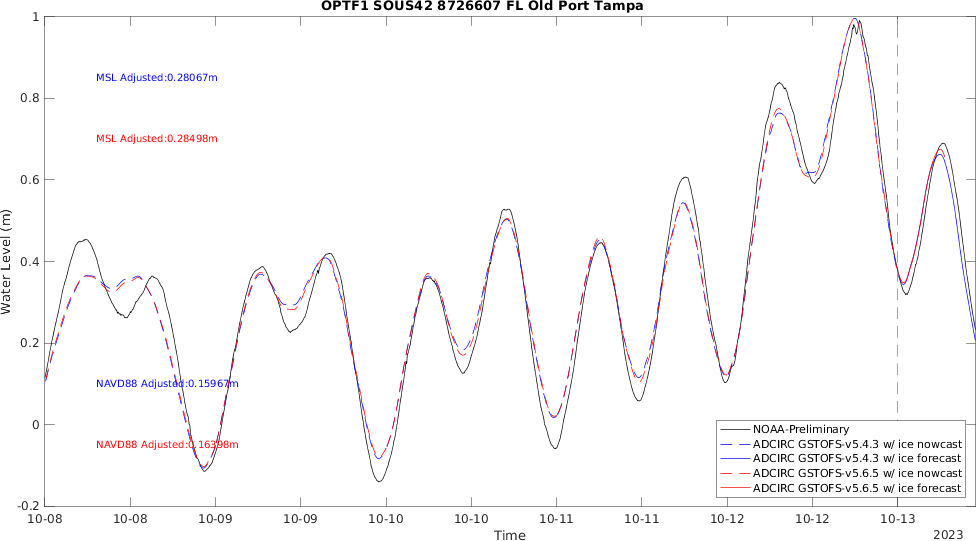 OPTF1 SOUS42 8726607 FL Old Port Tampa
1
MSL Adjusted:0.28067m
0.8
MSL Adjusted:0.28498m
0.6
0.4
Water Level (m)
0.2
NAVD88 Adjusted:0.15967m
0
NAVD88 Adjusted:0.16398m
-0.2
NOAA-Preliminary
ADCIRC GSTOFS-v5.4.3 w/ ice nowcast
ADCIRC GSTOFS-v5.4.3 w/ ice forecast
ADCIRC GSTOFS-v5.6.5 w/ ice nowcast
ADCIRC GSTOFS-v5.6.5 w/ ice forecast
10-08 10-08 10-09 10-09 10-10 10-10 10-11 10-11 10-12 10-12 10-13
Time
2023